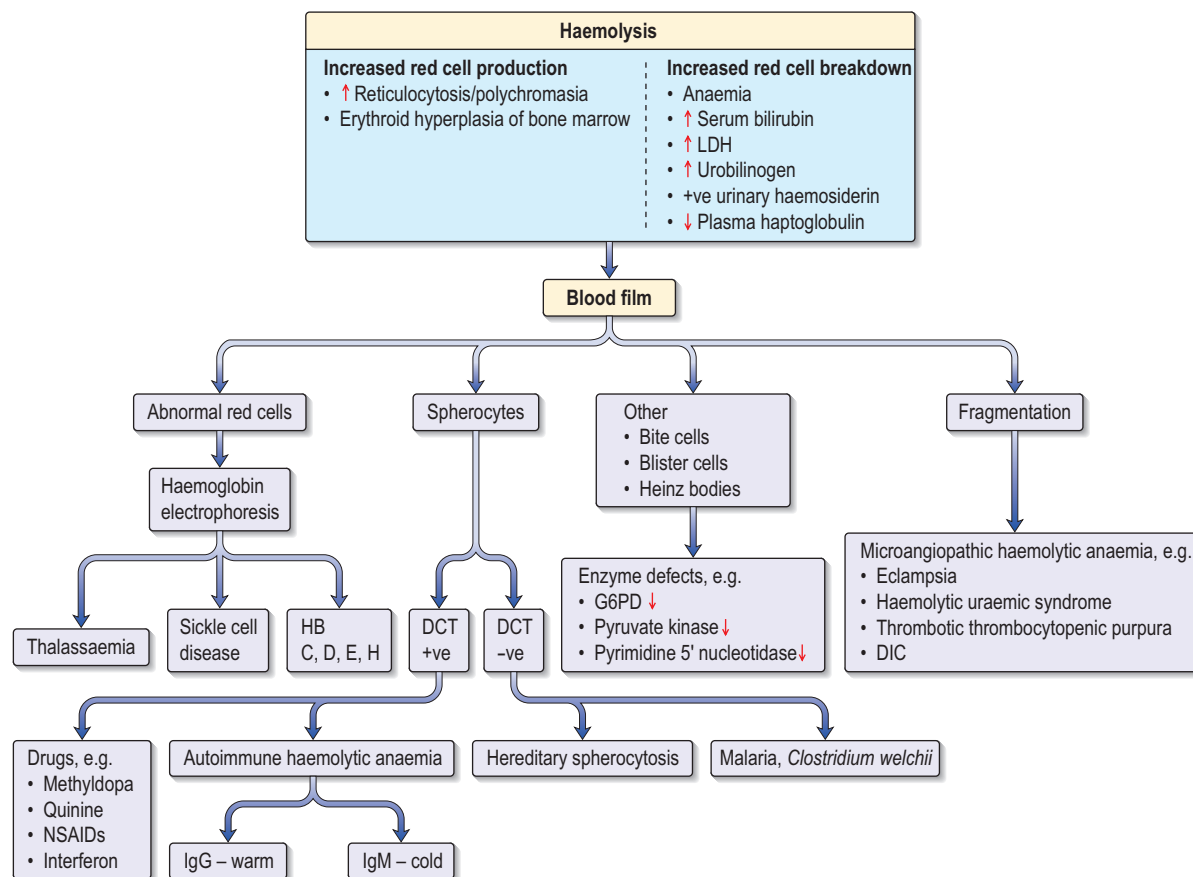 Haemolysis
Increased red cell production
• ↑ Reticulocytosis/polychromasia
• Erythroid hyperplasia of bone marrow
Increased red cell breakdown
• Anaemia
• ↑ Serum bilirubin
• ↑ LDH
• ↑ Urobilinogen
• +ve urinary haemosiderin
• ↓ Plasma haptoglobulin
Blood film
Abnormal red cells
Spherocytes
Other
• Bite cells
• Blister cells
• Heinz bodies
Fragmentation
Haemoglobin
electrophoresis
Thalassaemia
Sickle cell
disease
HB
C, D, E, H
DCT
+ve
DCT
–ve
Enzyme defects, e.g.
• G6PD ↓
• Pyruvate kinase ↓
• Pyrimidine 5' nucleotidase ↓
Microangiopathic haemolytic anaemia, e.g.
• Eclampsia
• Haemolytic uraemic syndrome
• Thrombotic thrombocytopenic purpura
• DIC
Drugs, e.g.
• Methyldopa
• Quinine
• NSAIDs
• Interferon
Autoimmune haemolytic anaemia
Hereditary spherocytosis
Malaria, Clostridium welchii
IgG – warm
IgM – cold